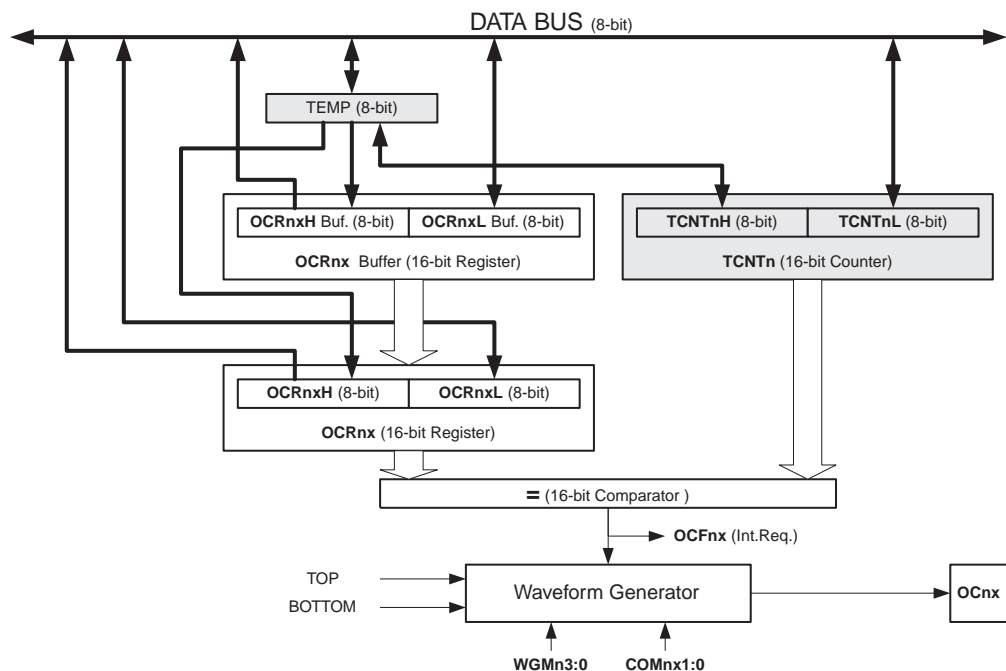 DATA BUS (8-bit)
TEMP (8-bit)
OCRnxH Buf. (8-bit)
OCRnxL Buf. (8-bit)
OCRnx Buffer (16-bit Register)
TCNTnH (8-bit)
TCNTnL (8-bit)
TCNTn (16-bit Counter)
OCRnxH (8-bit)
OCRnxL (8-bit)
OCRnx (16-bit Register)
= (16-bit Comparator )
OCFnx (Int.Req.)
TOP
BOTTOM
Waveform Generator
OCnx
WGMn3:0
COMnx1:0